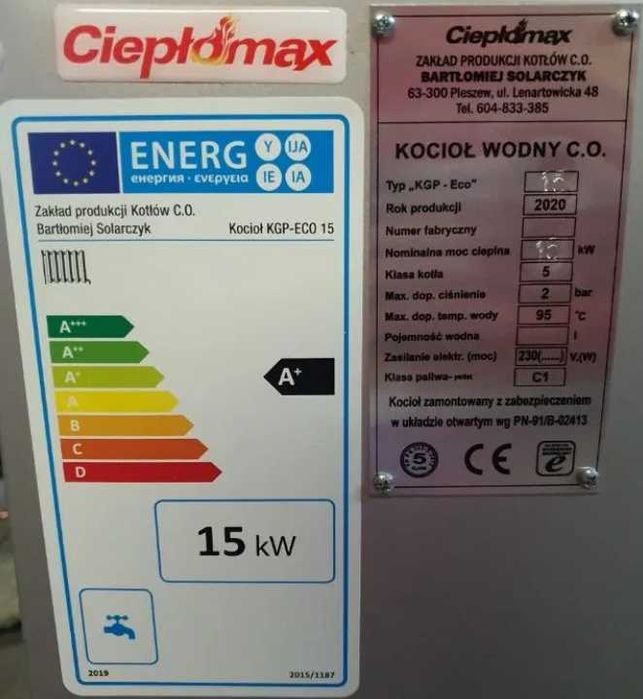 Ciepłomax
ENERG
Y IJA
IE IA
енергия · ενεργεια
Zakład produkcji Kotłów C.O.
Bartłomiej Solarczyk
Kocioł KGP-ECO 15
A+++
A++
A+
A
B
C
D
A+
15 kW
2019
2015/1187
Ciepłomax
ZAKŁAD PRODUKCJI KOTŁÓW C.O.
BARTŁOMIEJ SOLARCZYK
63-300 Pleszew, ul. Lenartowicka 48
Tel. 604-833-385
KOCIOŁ WODNY C.O.
Typ „KGP - Eco"
Rok produkcji 2020
Numer fabryczny
Nominalna moc cieplna kW
Klasa kotła 5
Max. dop. ciśnienie 2 bar
Max. dop. temp. wody 95 °C
Pojemność wodna l
Zasilanie elektr. (moc) 230(......) V.(W)
Klasa paliwa- C1
Kocioł zamontowany z zabezpieczeniem
w układzie otwartym wg PN-91/B-02413
5
CE
e